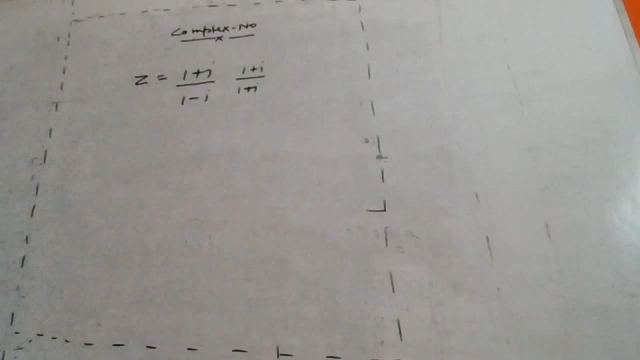 Complex-No
x
z = 1+i/1-i 1+i/1+i